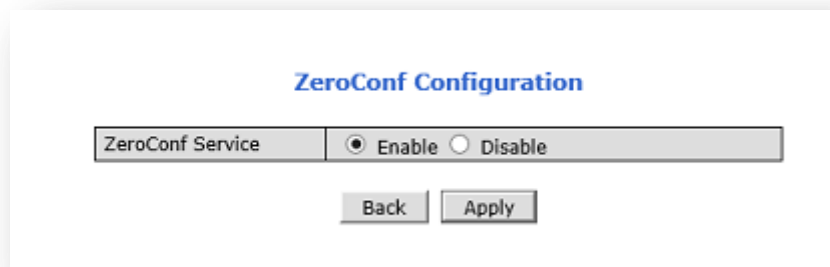 ZeroConf Configuration
ZeroConf Service Enable Disable
Back Apply